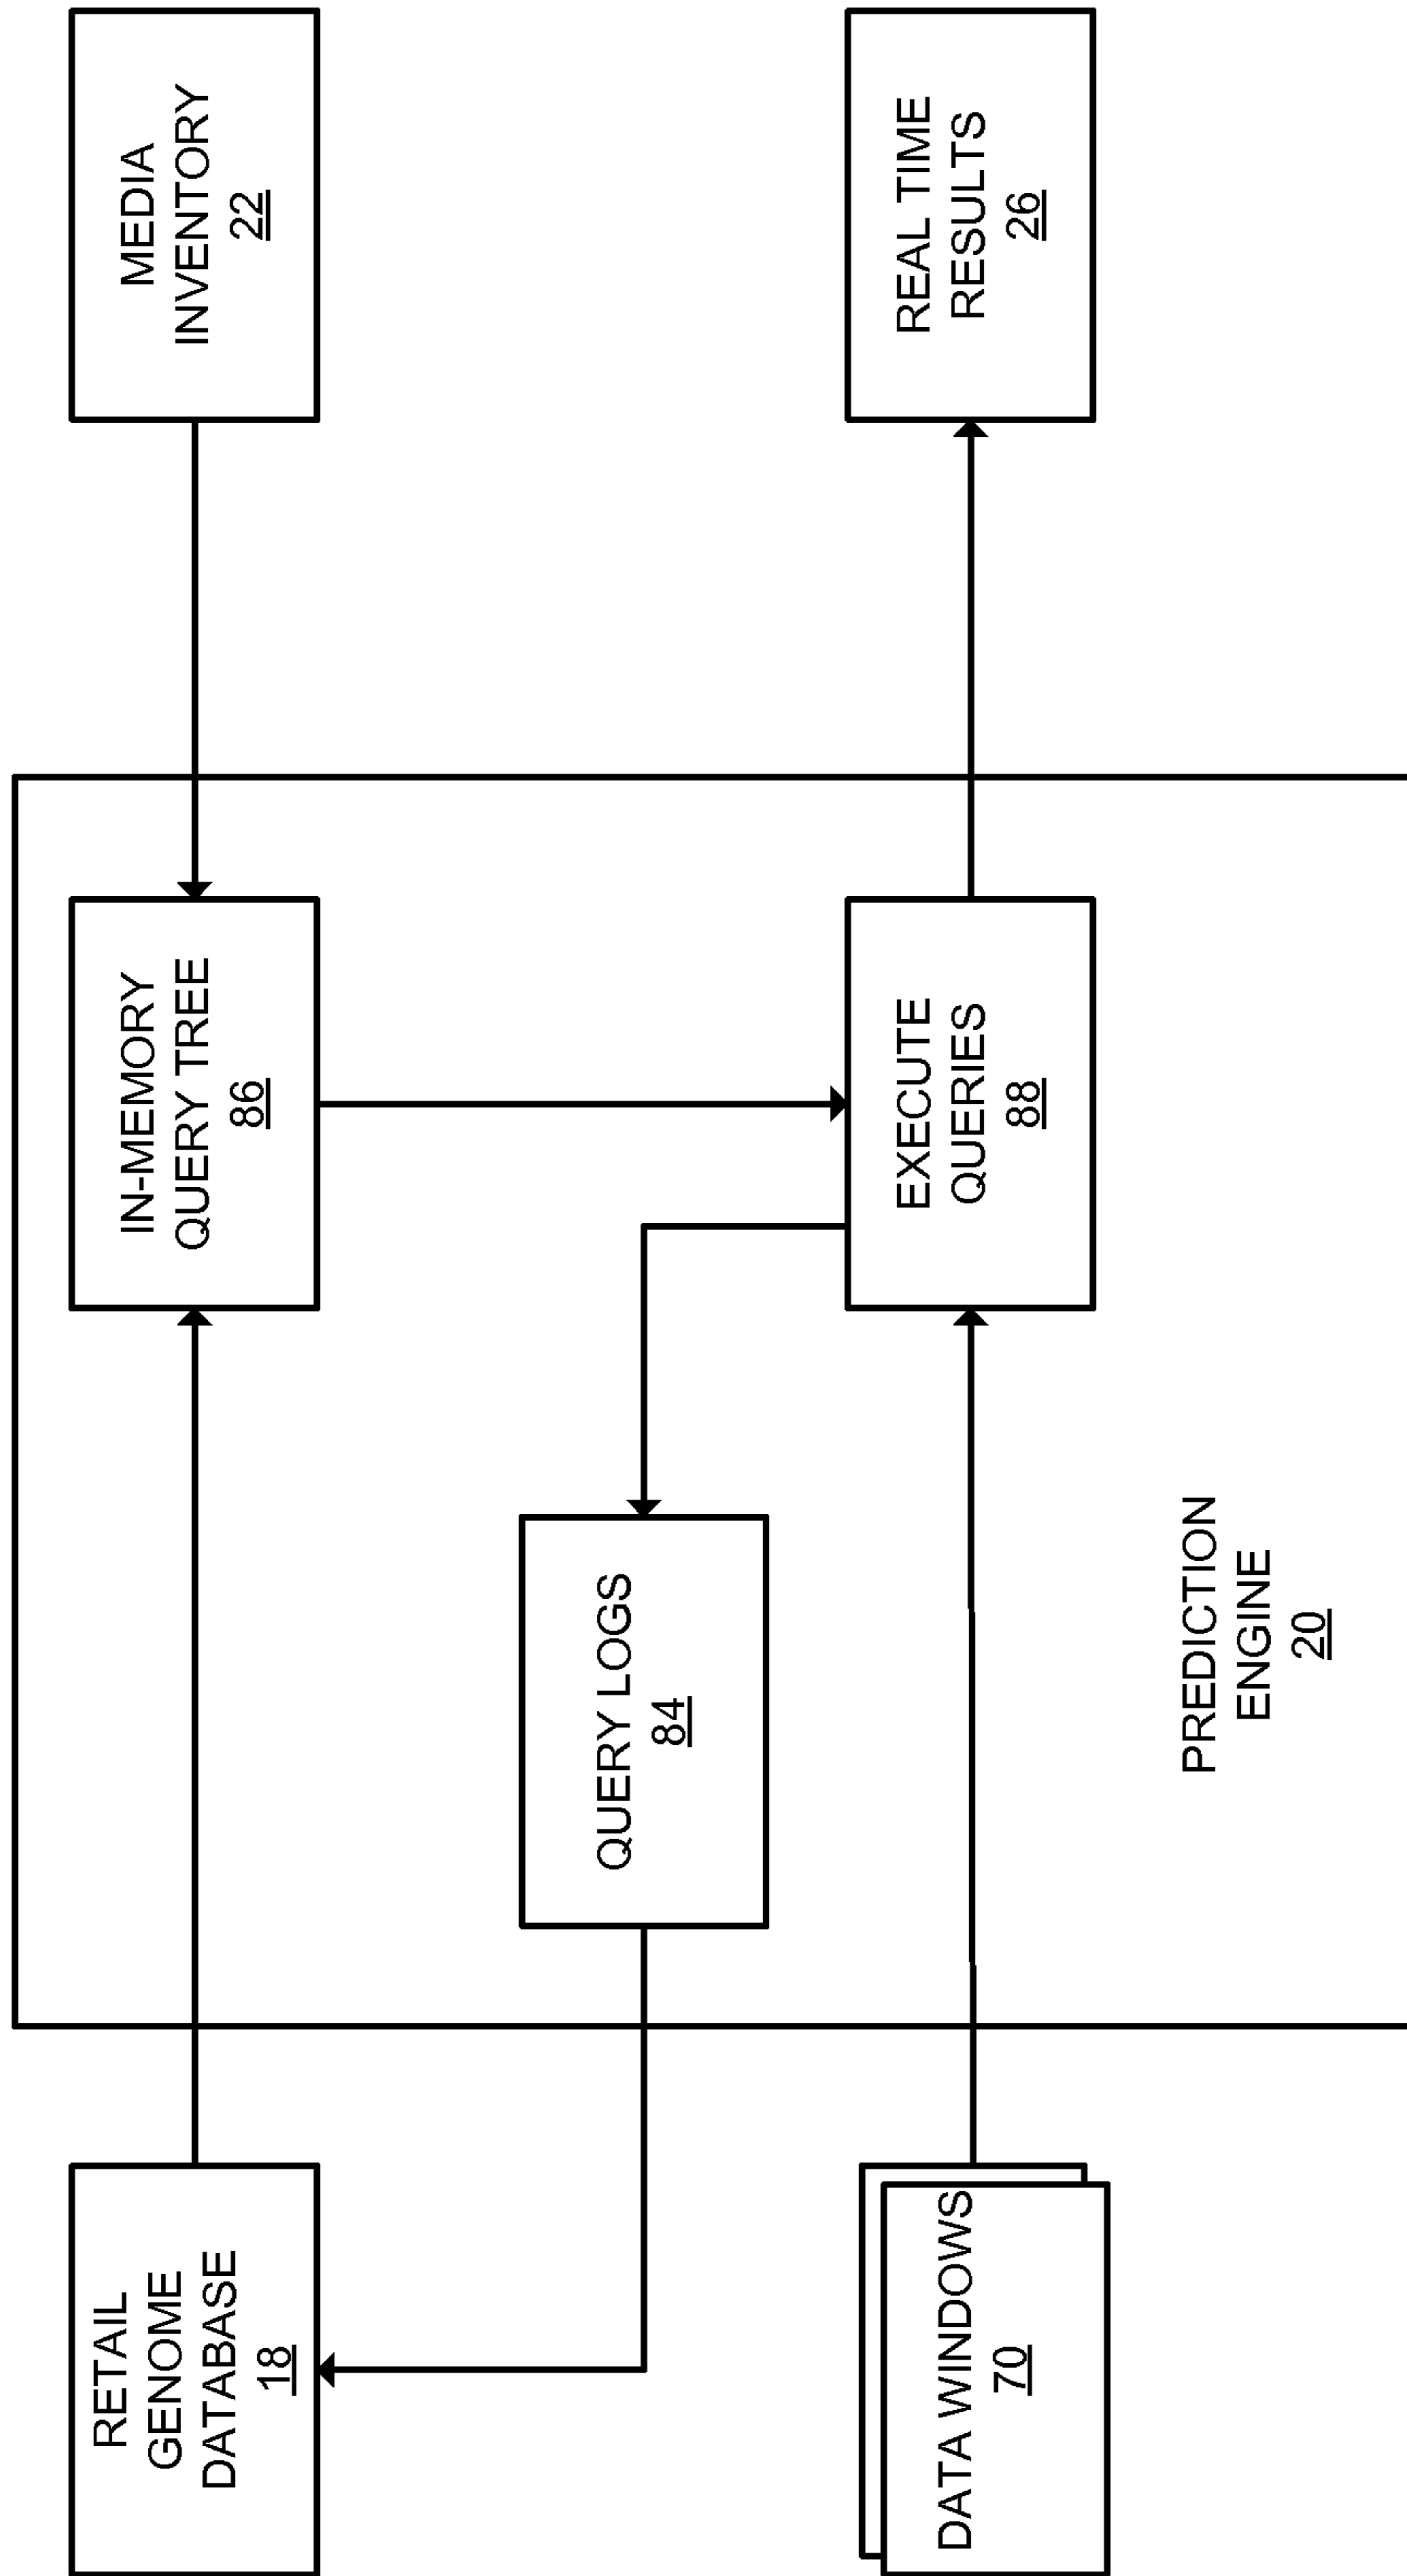 RETAIL
GENOME
DATABASE
18
IN-MEMORY
QUERY TREE
86
MEDIA
INVENTORY
22
QUERY LOGS
84
DATA WINDOWS
70
EXECUTE
QUERIES
88
REAL TIME
RESULTS
26
PREDICTION
ENGINE
20